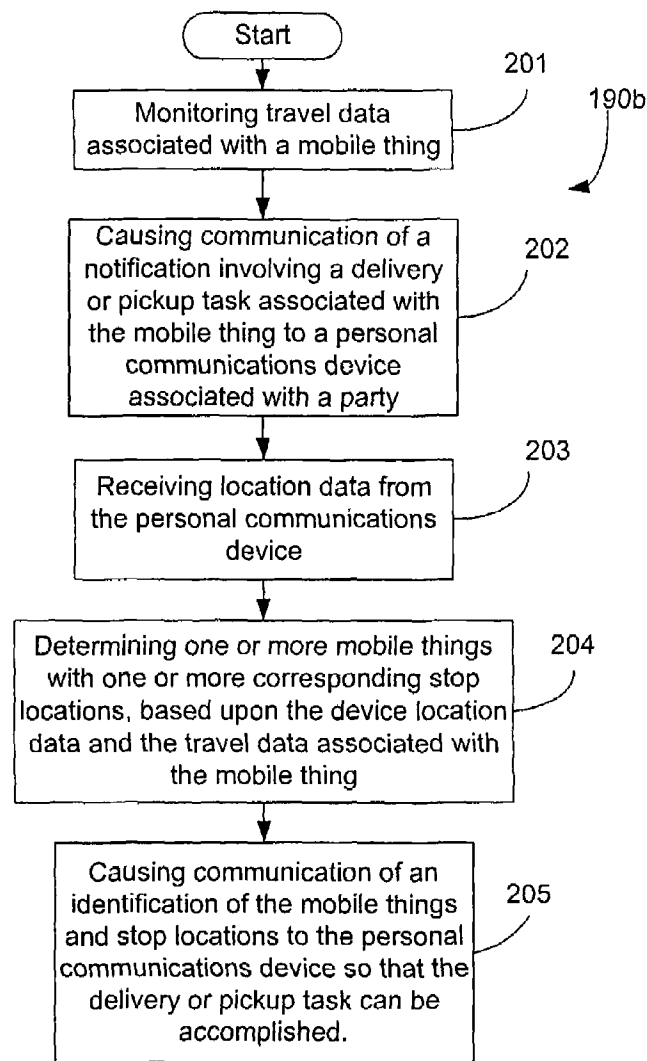 Start
201
190b
Monitoring travel data
associated with a mobile thing
Causing communication of a
notification involving a delivery
or pickup task associated with
the mobile thing to a personal
communications device
associated with a party
202
203
Receiving location data from
the personal communications
device
Determining one or more mobile things
with one or more corresponding stop
locations, based upon the device location
data and the travel data associated with
the mobile thing
204
Causing communication of an
identification of the mobile things
and stop locations to the personal
communications device so that the
delivery or pickup task can be
accomplished.
205